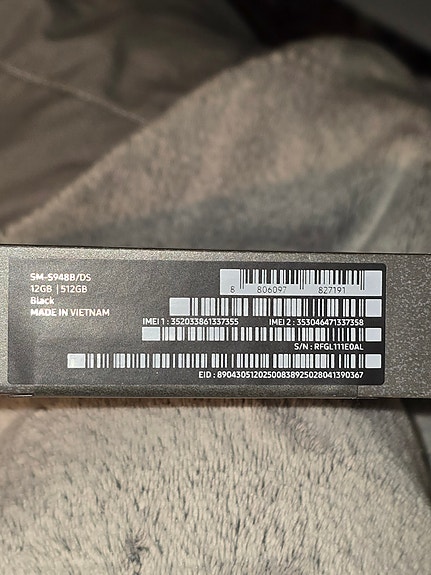 SM-S948B/DS
12GB | 512GB
Black
MADE IN VIETNAM
8 806097 827191
IMEI 1 : 352033861337355 IMEI 2 : 353046471337358
S/N : RFGL111E0AL
EID : 89043051202500838925028041390367